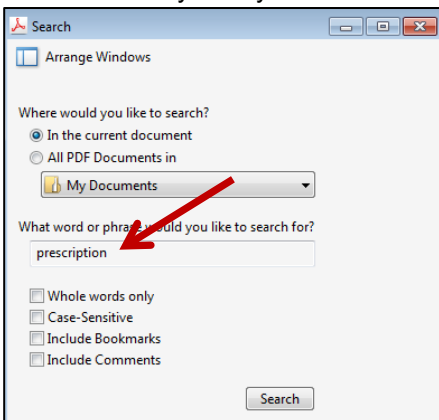 Search
Arrange Windows
Where would you like to search?
In the current document
All PDF Documents in
My Documents
What word or phrase would you like to search for?
prescription
Whole words only
Case-Sensitive
Include Bookmarks
Include Comments
Search